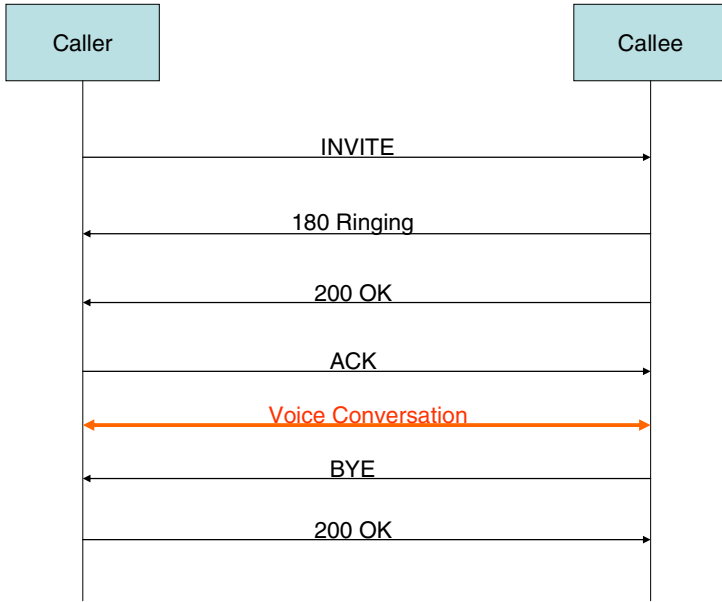 Caller
Callee
INVITE
180 Ringing
200 OK
ACK
Voice Conversation
BYE
200 OK